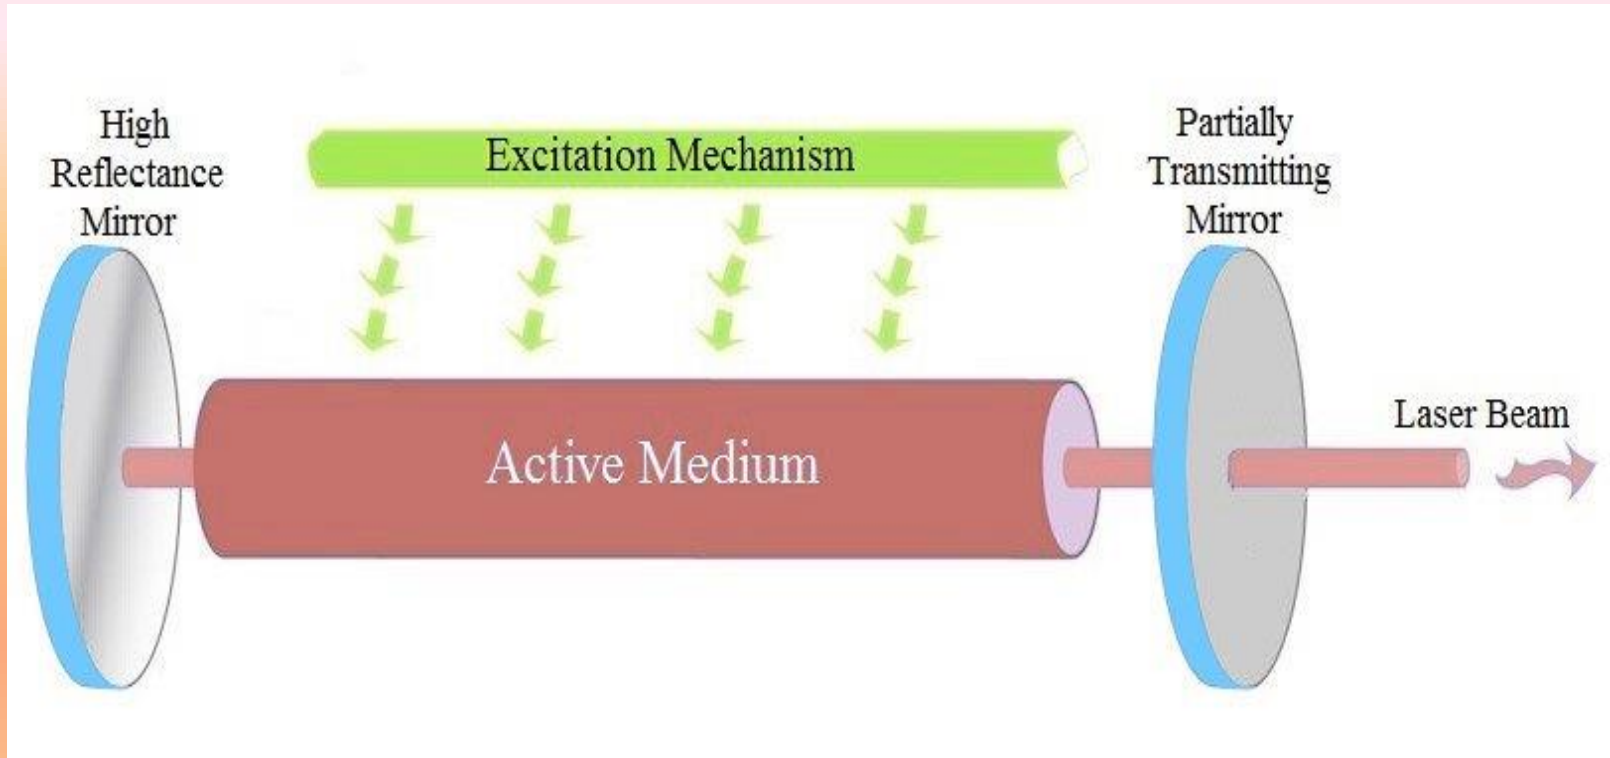 High
Reflectance
Mirror
Excitation Mechanism
Partially
Transmitting
Mirror
Active Medium
Laser Beam